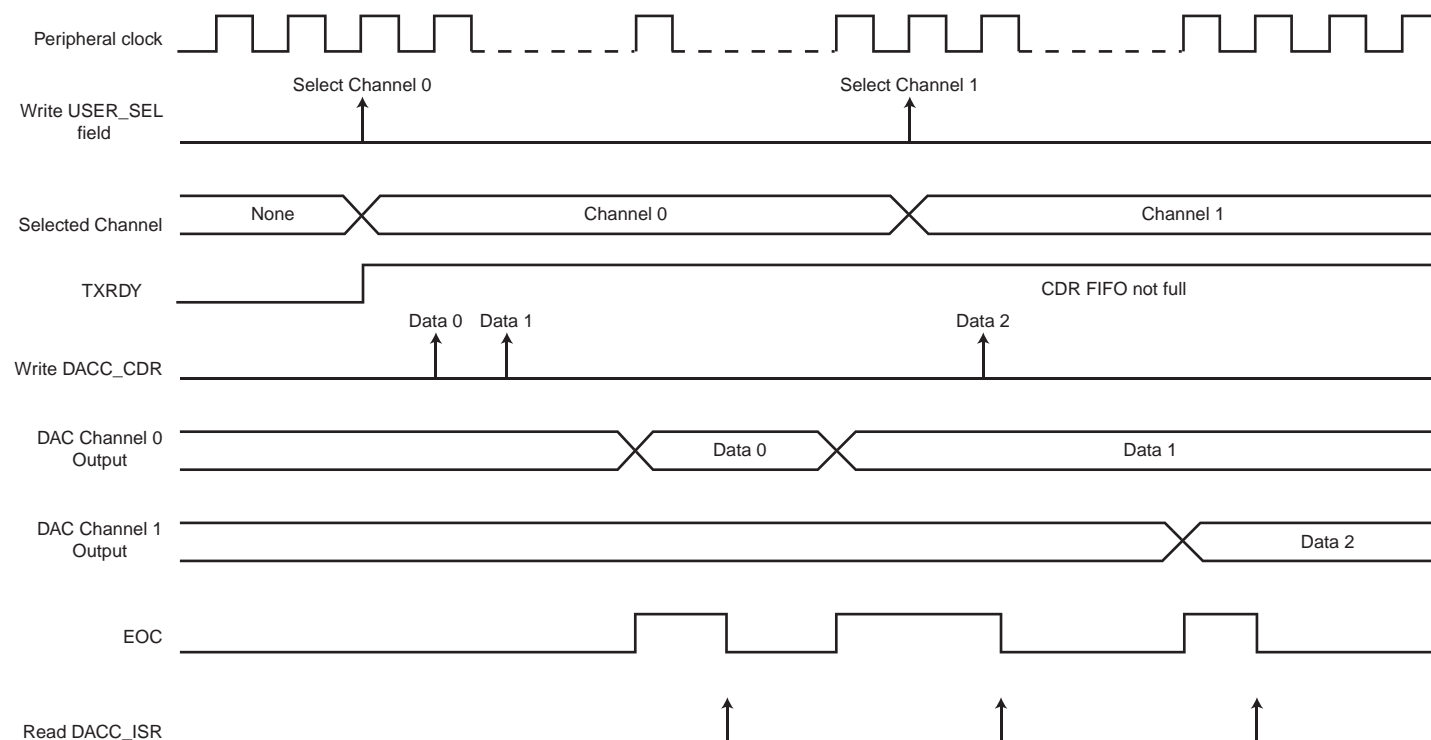 Peripheral clock
Select Channel 0
Select Channel 1
Write USER_SEL
field
None
Channel 0
Channel 1
Selected Channel
TXRDY
CDR FIFO not full
Data 0
Data 1
Data 2
Write DACC_CDR
DAC Channel 0
Output
Data 0
Data 1
DAC Channel 1
Output
Data 2
EOC
Read DACC_ISR